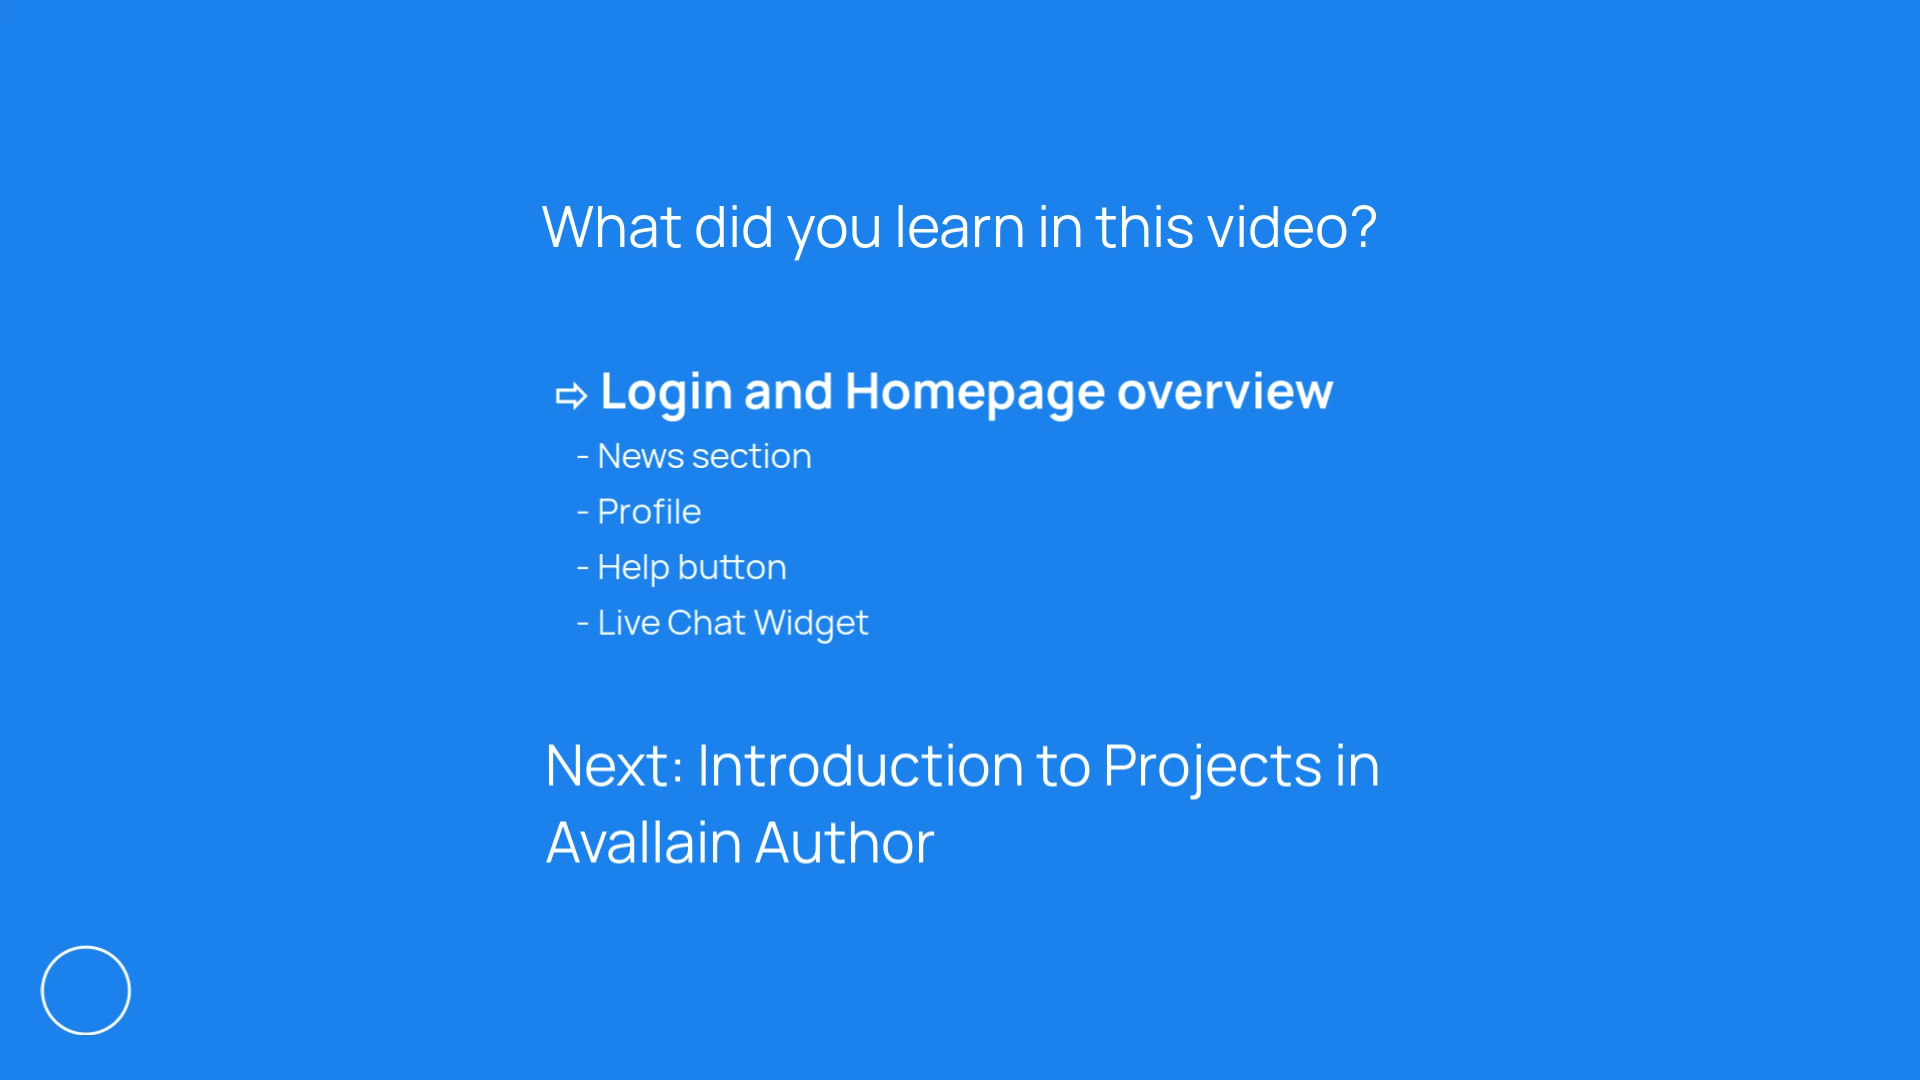 What did you learn in this video?
⇨ Login and Homepage overview
- News section
- Profile
- Help button
- Live Chat Widget
Next: Introduction to Projects in
Avallain Author